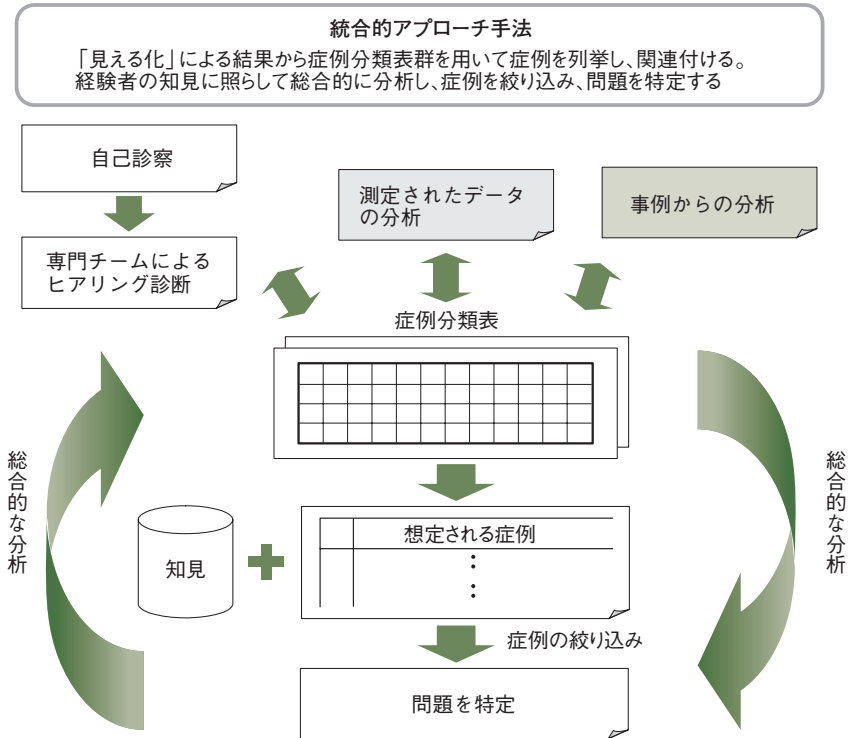 統合的アプローチ手法
「見える化」による結果から症例分類表群を用いて症例を列挙し、関連付ける。
経験者の知見に照らして総合的に分析し、症例を絞り込み、問題を特定する
自己診察
測定されたデータ
の分析
事例からの分析
専門チームによる
ヒアリング診断
症例分類表
総合的な分析
総合的な分析
知見
想定される症例
：
：
症例の絞り込み
問題を特定